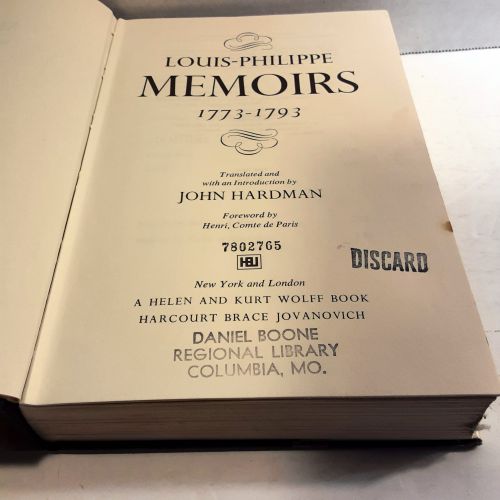 LOUIS-PHILIPPE
MEMOIRS
1773-1793
Translated and
with an Introduction by
JOHN HARDMAN
Foreword by
Henri, Comte de Paris
7802765
HBJ
DISCARD
New York and London
A HELEN AND KURT WOLFF BOOK
HARCOURT BRACE JOVANOVICH
DANIEL BOONE
REGIONAL LIBRARY
COLUMBIA, MO.